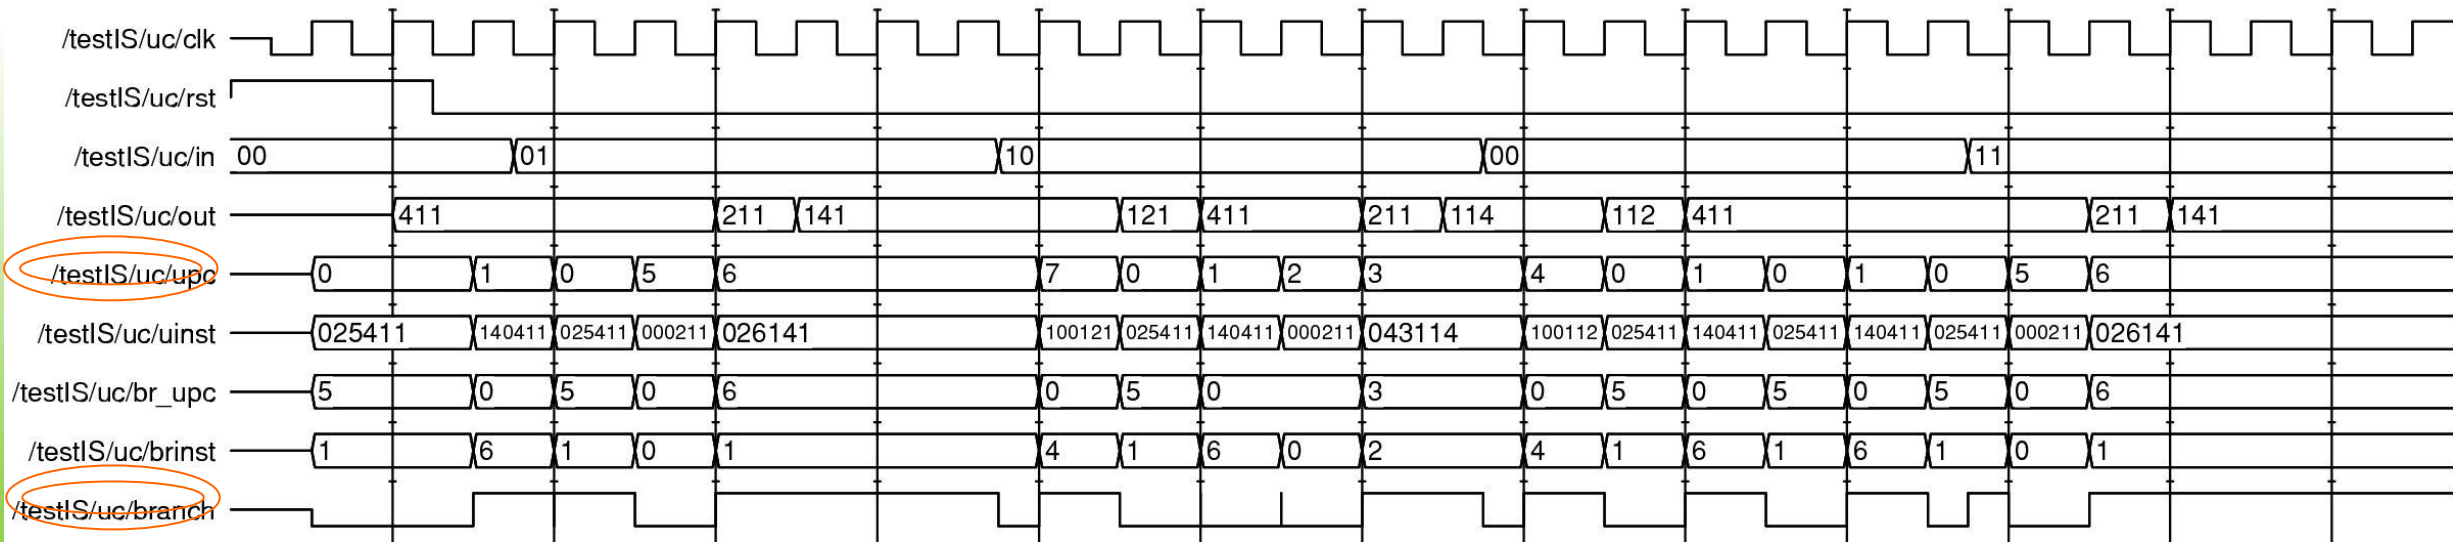 /testIS/uc/clk
/testIS/uc/rst
/testIS/uc/in 00 01 10 00 11
/testIS/uc/out 411 211 141 121 411 211 114 112 411 211 141
/testIS/uc/upc 0 1 0 5 6 7 0 1 2 3 4 0 1 0 1 0 5 6
/testIS/uc/uinst 025411 140411 025411 000211 026141 100121 025411 140411 000211 043114 100112 025411 140411 025411 140411 025411 000211 026141
/testIS/uc/br_upc 5 0 5 0 6 0 5 0 3 0 5 0 5 0 5 0 6
/testIS/uc/brinst 1 6 1 0 1 4 1 6 0 2 4 1 6 1 6 1 0 1
/testIS/uc/branch